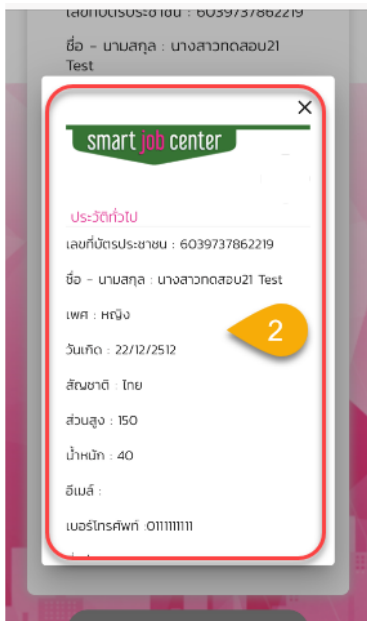 เลขที่บัตรประชาชน : 6039737862219
ชื่อ - นามสกุล : นางสาวทดสอบ21
Test
smart job center
ประวัติทั่วไป
เลขที่บัตรประชาชน : 6039737862219
ชื่อ - นามสกุล : นางสาวทดสอบ21 Test
เพศ : หญิง
2
วันเกิด : 22/12/2512
สัญชาติ : ไทย
ส่วนสูง : 150
น้ำหนัก : 40
อีเมล์ :
เบอร์โทรศัพท์ :0111111111